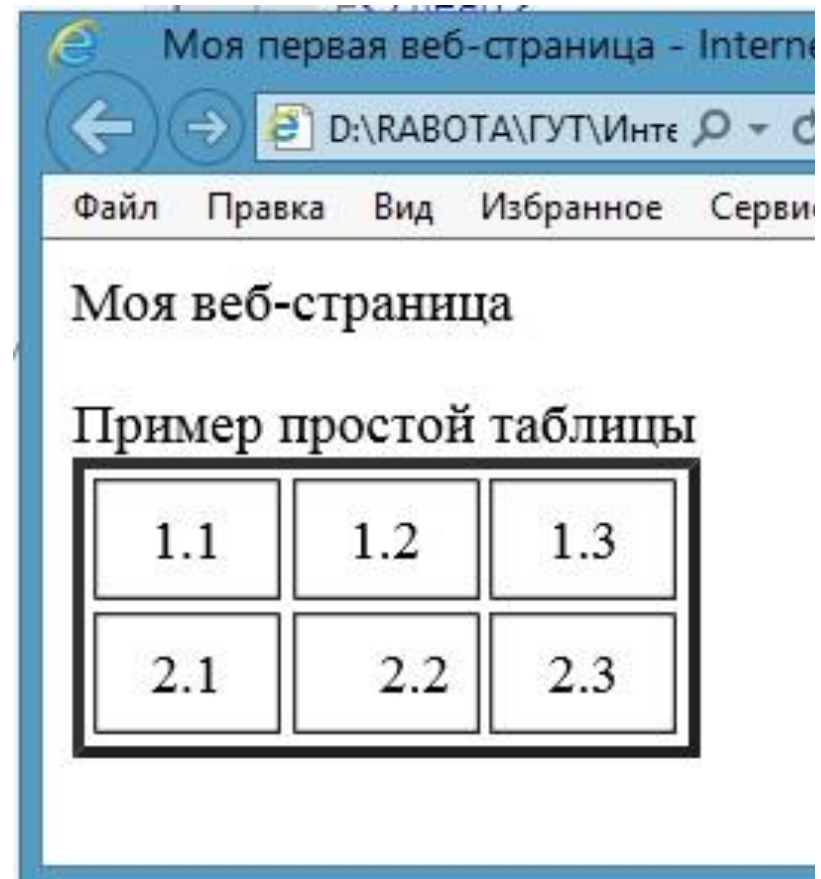 Моя первая веб-страница - Interne
D:\RABOTA\ГУТ\Инте
Файл Правка Вид Избранное Сервис
Моя веб-страница
Пример простой таблицы
1.1 1.2 1.3
2.1 2.2 2.3